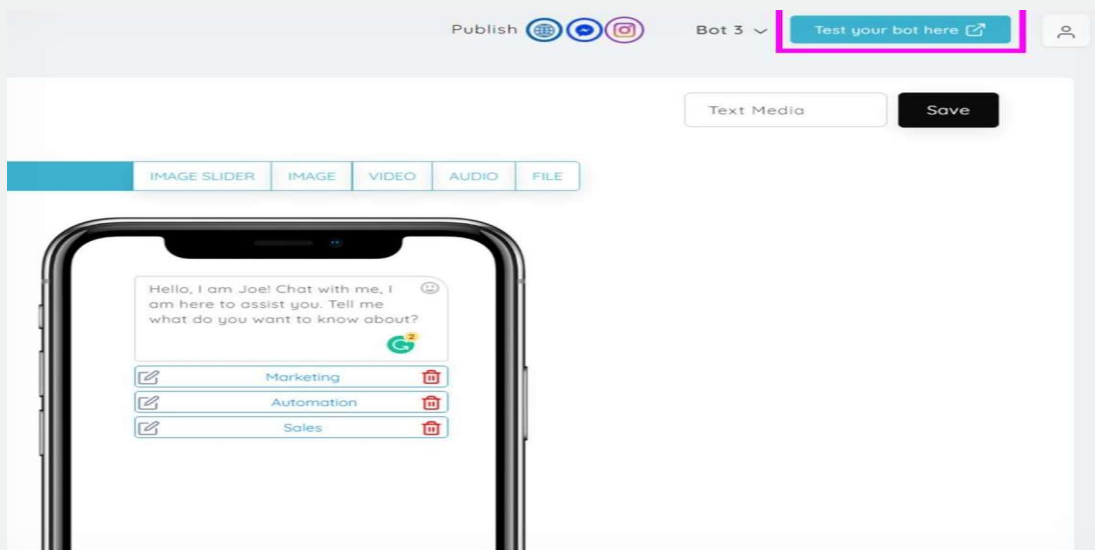 Publish
Bot 3
Test your bot here
Text Media
Save
IMAGE SLIDER
IMAGE
VIDEO
AUDIO
FILE
Hello, I am Joe! Chat with me, I
am here to assist you. Tell me
what do you want to know about?
2
Marketing
Automation
Sales